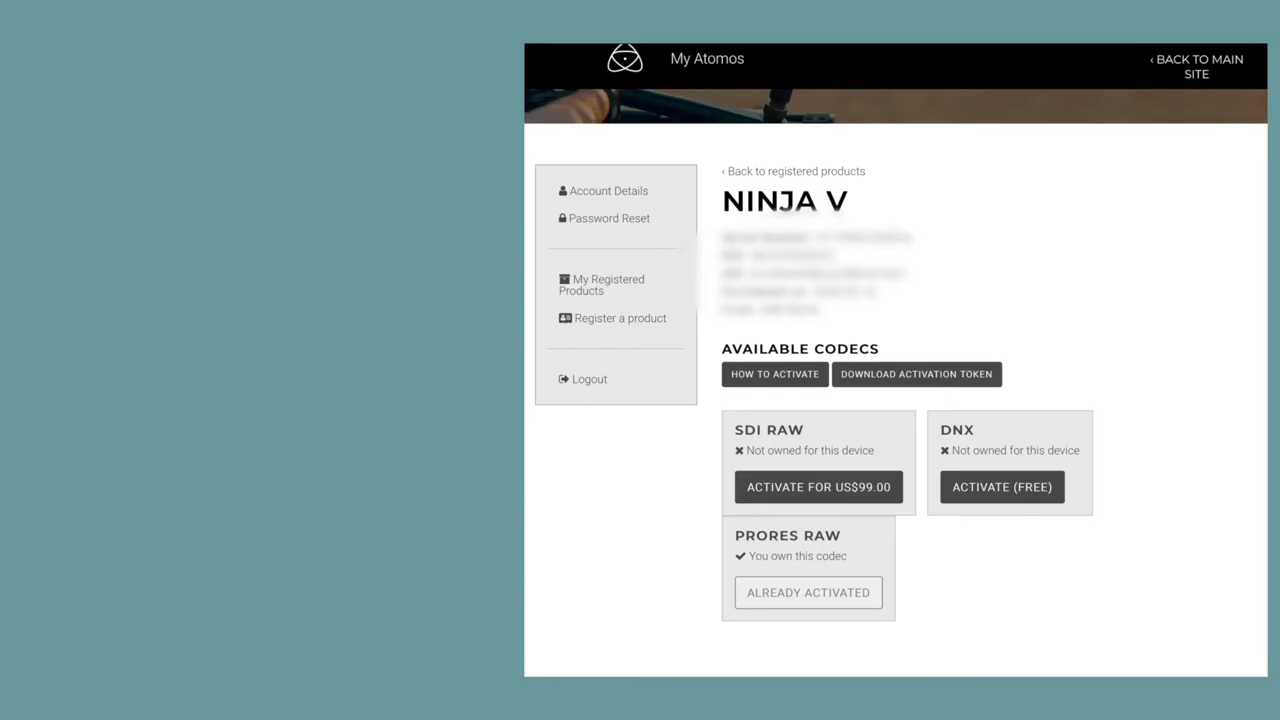 My Atomos
‹ BACK TO MAIN
SITE
Account Details
Password Reset
My Registered
Products
Register a product
Logout
‹ Back to registered products
NINJA V
AVAILABLE CODECS
HOW TO ACTIVATE
DOWNLOAD ACTIVATION TOKEN
SDI RAW
Not owned for this device
ACTIVATE FOR US$99.00
DNX
Not owned for this device
ACTIVATE (FREE)
PRORES RAW
You own this codec
ALREADY ACTIVATED